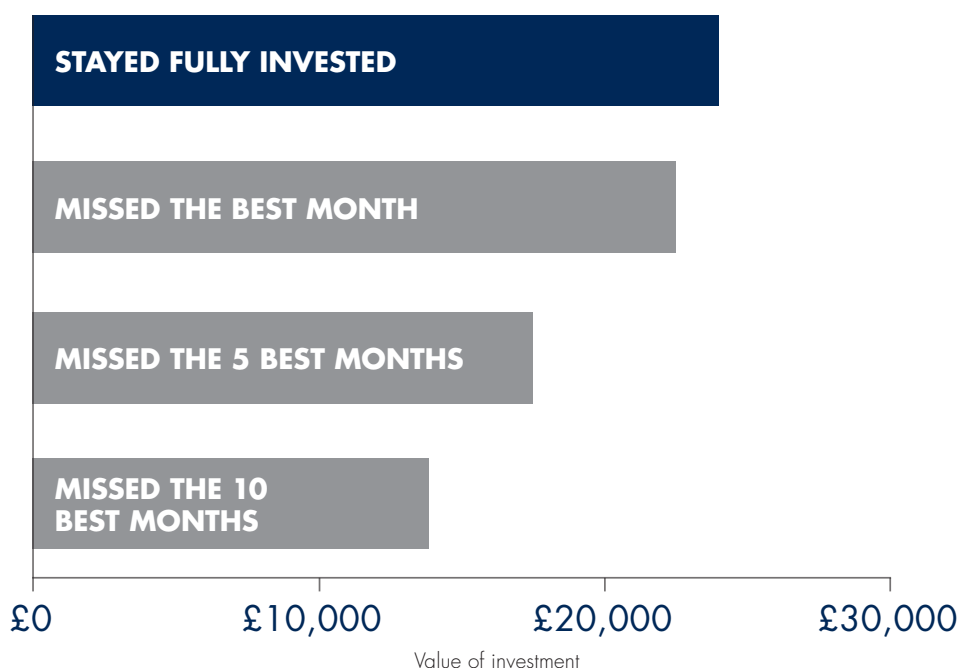 STAYED FULLY INVESTED
MISSED THE BEST MONTH
MISSED THE 5 BEST MONTHS
MISSED THE 10
BEST MONTHS
£0 £10,000 £20,000 £30,000
Value of investment